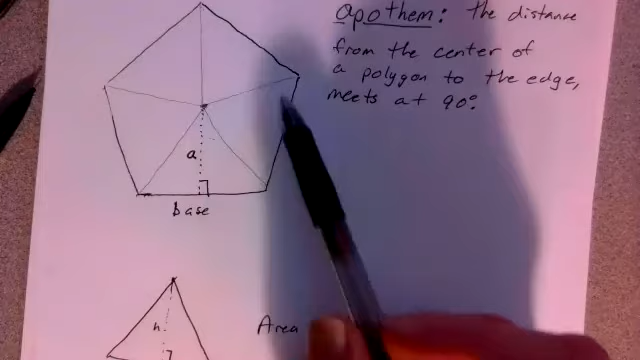 apothem: the distance
from the center of
a polygon to the edge,
meets at 90°.
a
base
h
Area